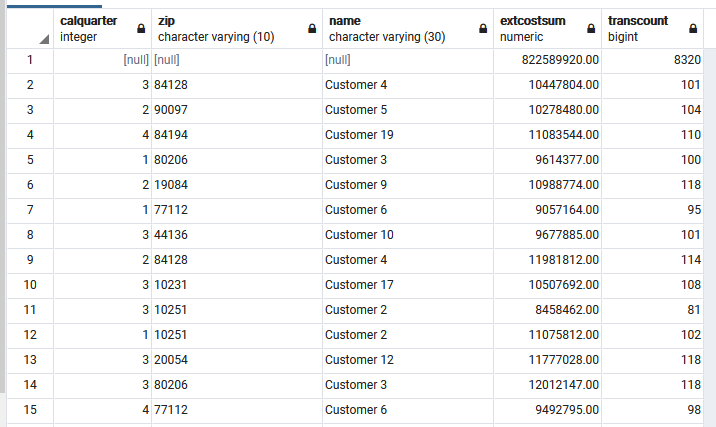 calquarter zip name extcostsum transcount
integer character varying (10) character varying (30) numeric bigint
1 [null] [null] [null] 822589920.00 8320
2 3 84128 Customer 4 10447804.00 101
3 2 90097 Customer 5 10278480.00 104
4 4 84194 Customer 19 11083544.00 110
5 1 80206 Customer 3 9614377.00 100
6 2 19084 Customer 9 10988774.00 118
7 1 77112 Customer 6 9057164.00 95
8 3 44136 Customer 10 9677885.00 101
9 2 84128 Customer 4 11981812.00 114
10 3 10231 Customer 17 10507692.00 108
11 3 10251 Customer 2 8458462.00 81
12 1 10251 Customer 2 11075812.00 102
13 3 20054 Customer 12 11777028.00 118
14 3 80206 Customer 3 12012147.00 118
15 4 77112 Customer 6 9492795.00 98